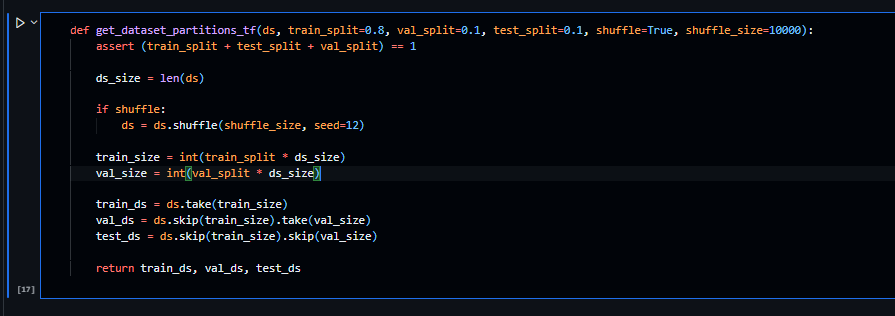 def get_dataset_partitions_tf(ds, train_split=0.8, val_split=0.1, test_split=0.1, shuffle=True, shuffle_size=10000):
    assert (train_split + test_split + val_split) == 1

    ds_size = len(ds)

    if shuffle:
        ds = ds.shuffle(shuffle_size, seed=12)

    train_size = int(train_split * ds_size)
    val_size = int(val_split * ds_size)

    train_ds = ds.take(train_size)
    val_ds = ds.skip(train_size).take(val_size)
    test_ds = ds.skip(train_size).skip(val_size)

    return train_ds, val_ds, test_ds
[17]